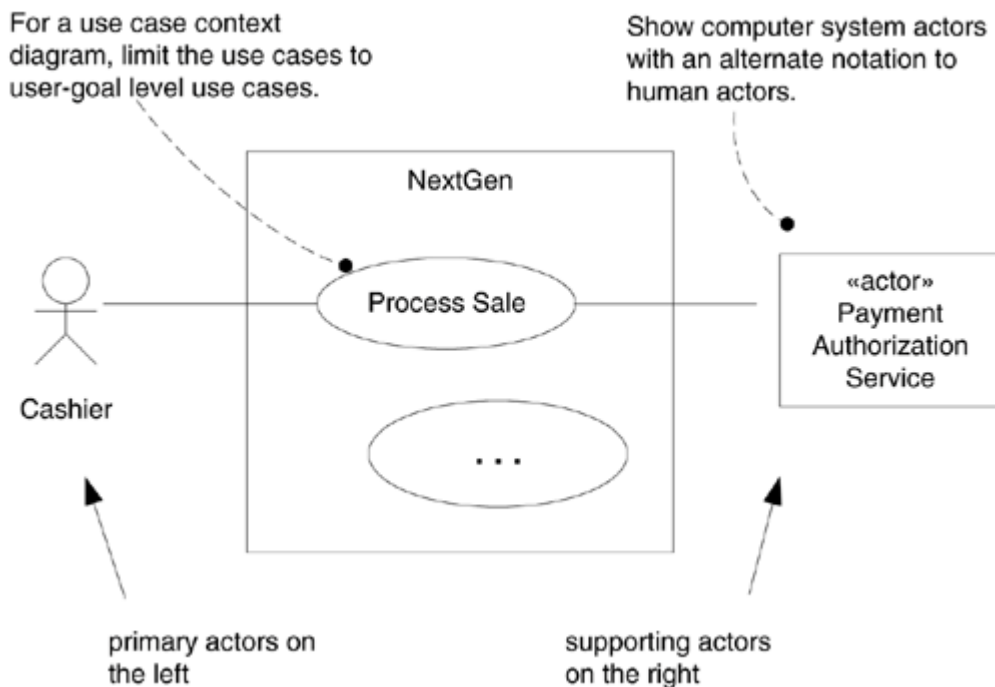 For a use case context
diagram, limit the use cases to
user-goal level use cases.
Show computer system actors
with an alternate notation to
human actors.
NextGen
Process Sale
«actor»
Payment
Authorization
Service
Cashier
...
primary actors on
the left
supporting actors
on the right